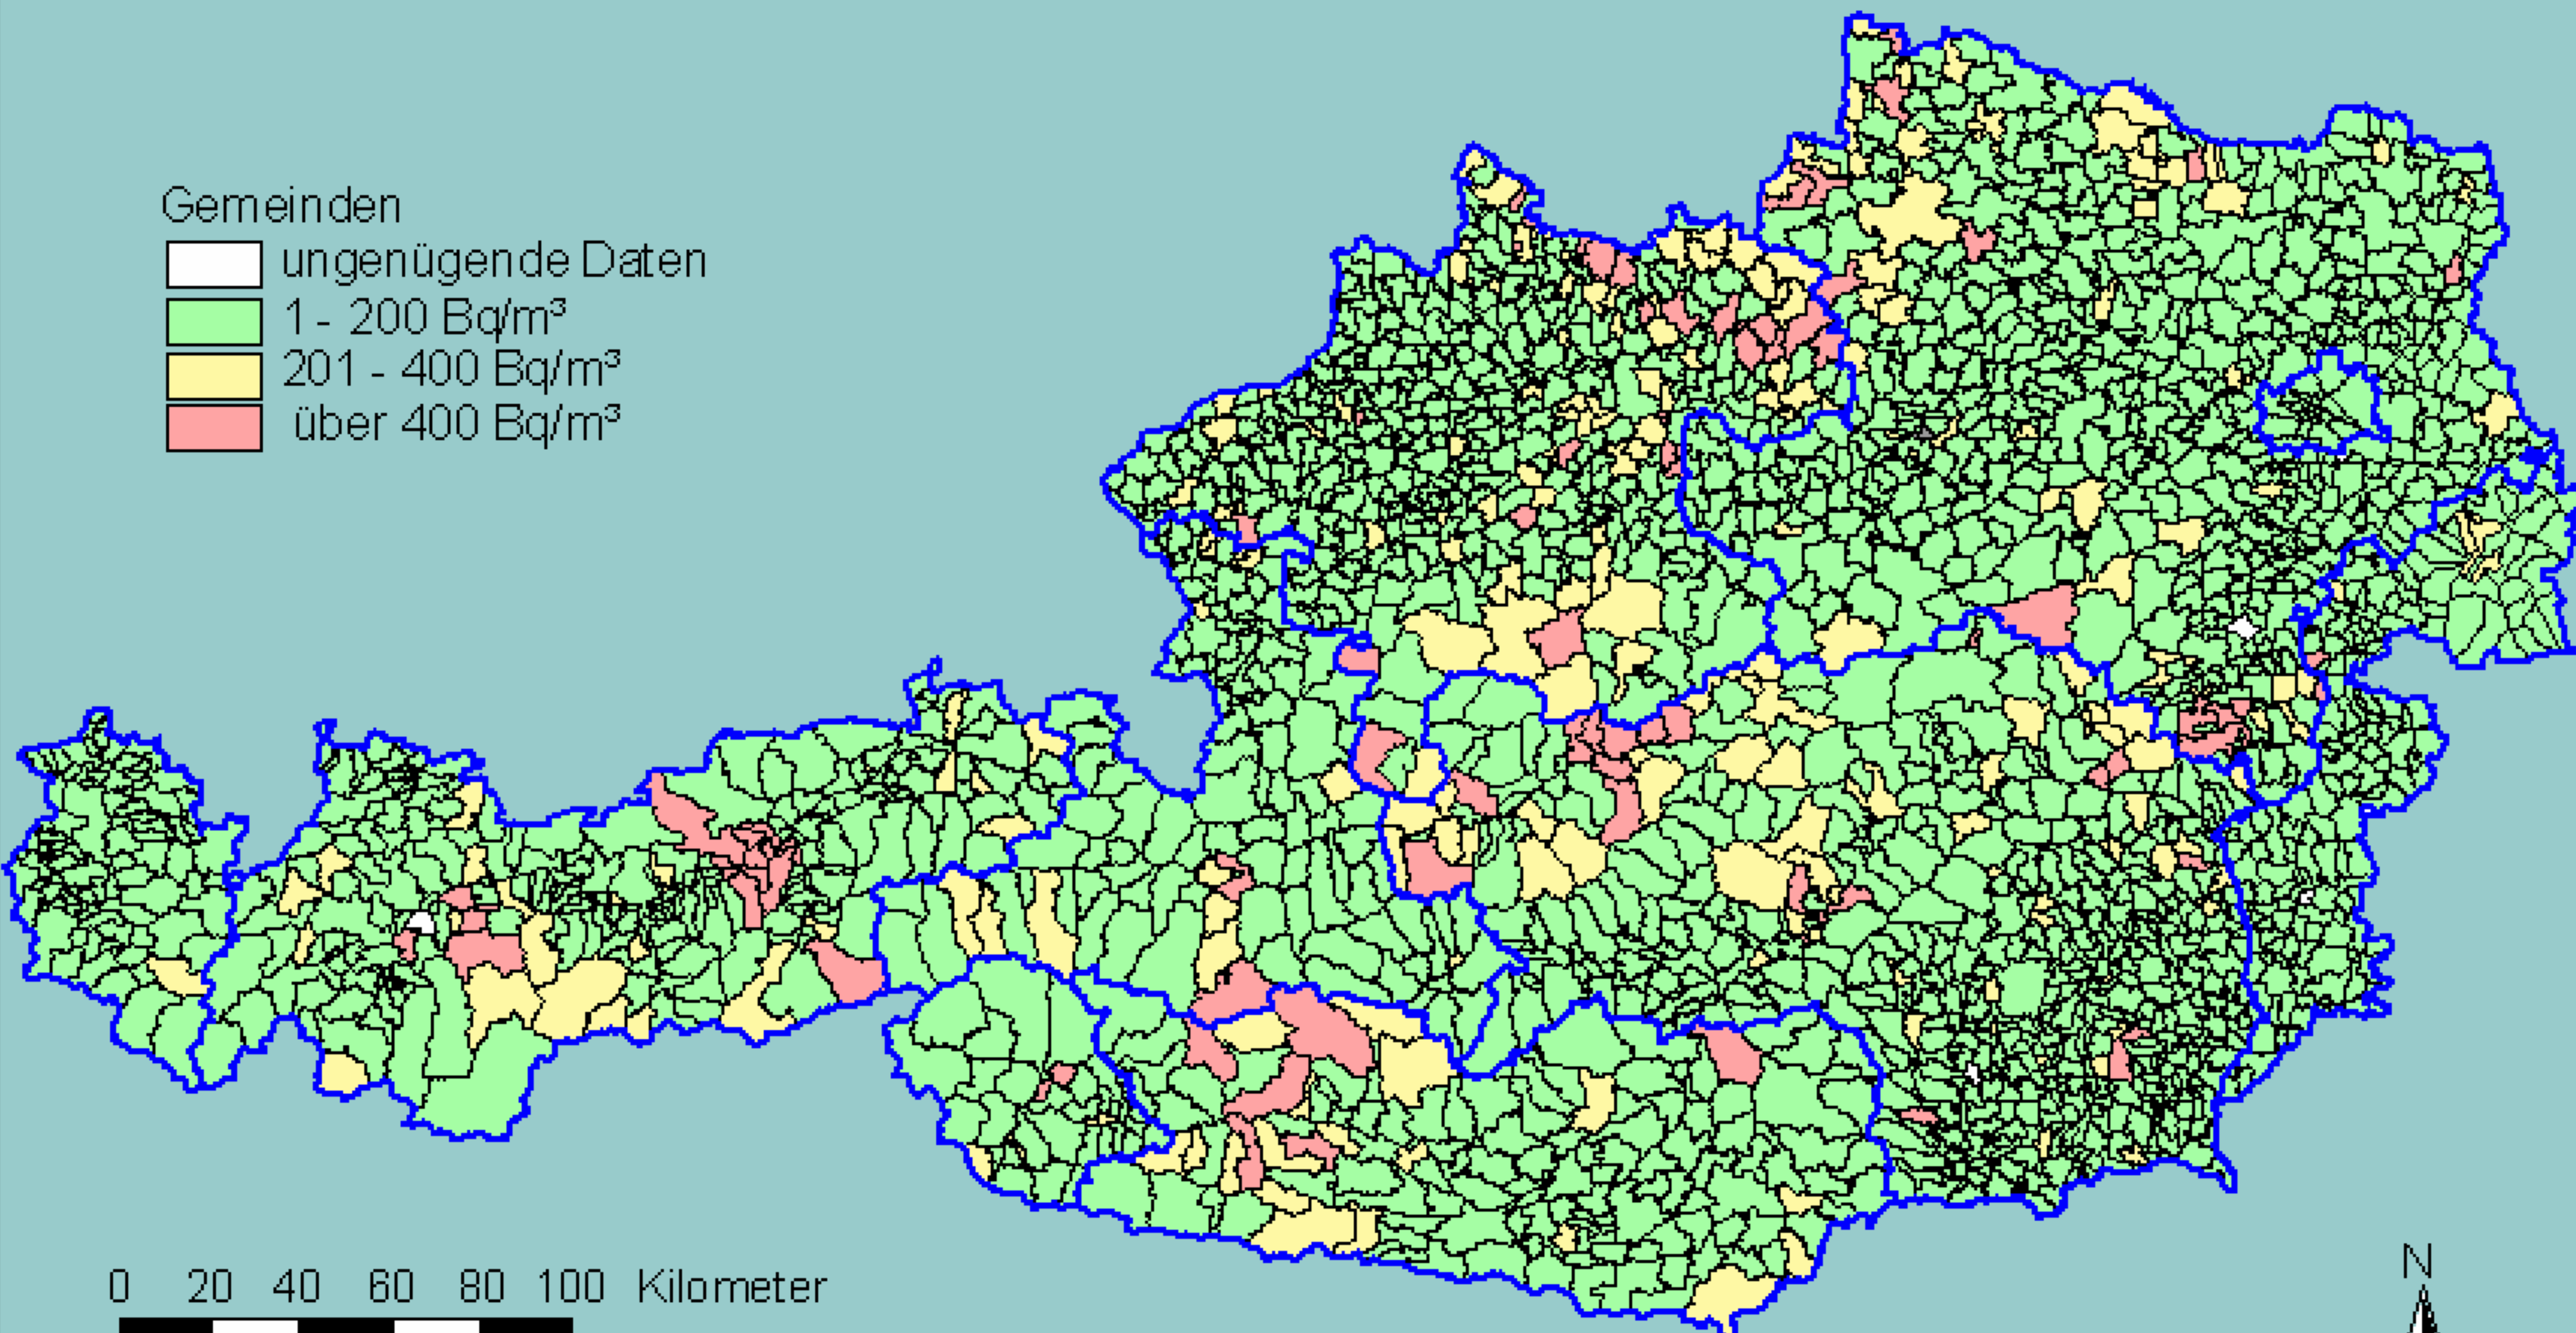 Gemeinden
ungenügende Daten
1 - 200 Bq/m³
201 - 400 Bq/m³
über 400 Bq/m³
0 20 40 60 80 100 Kilometer
N